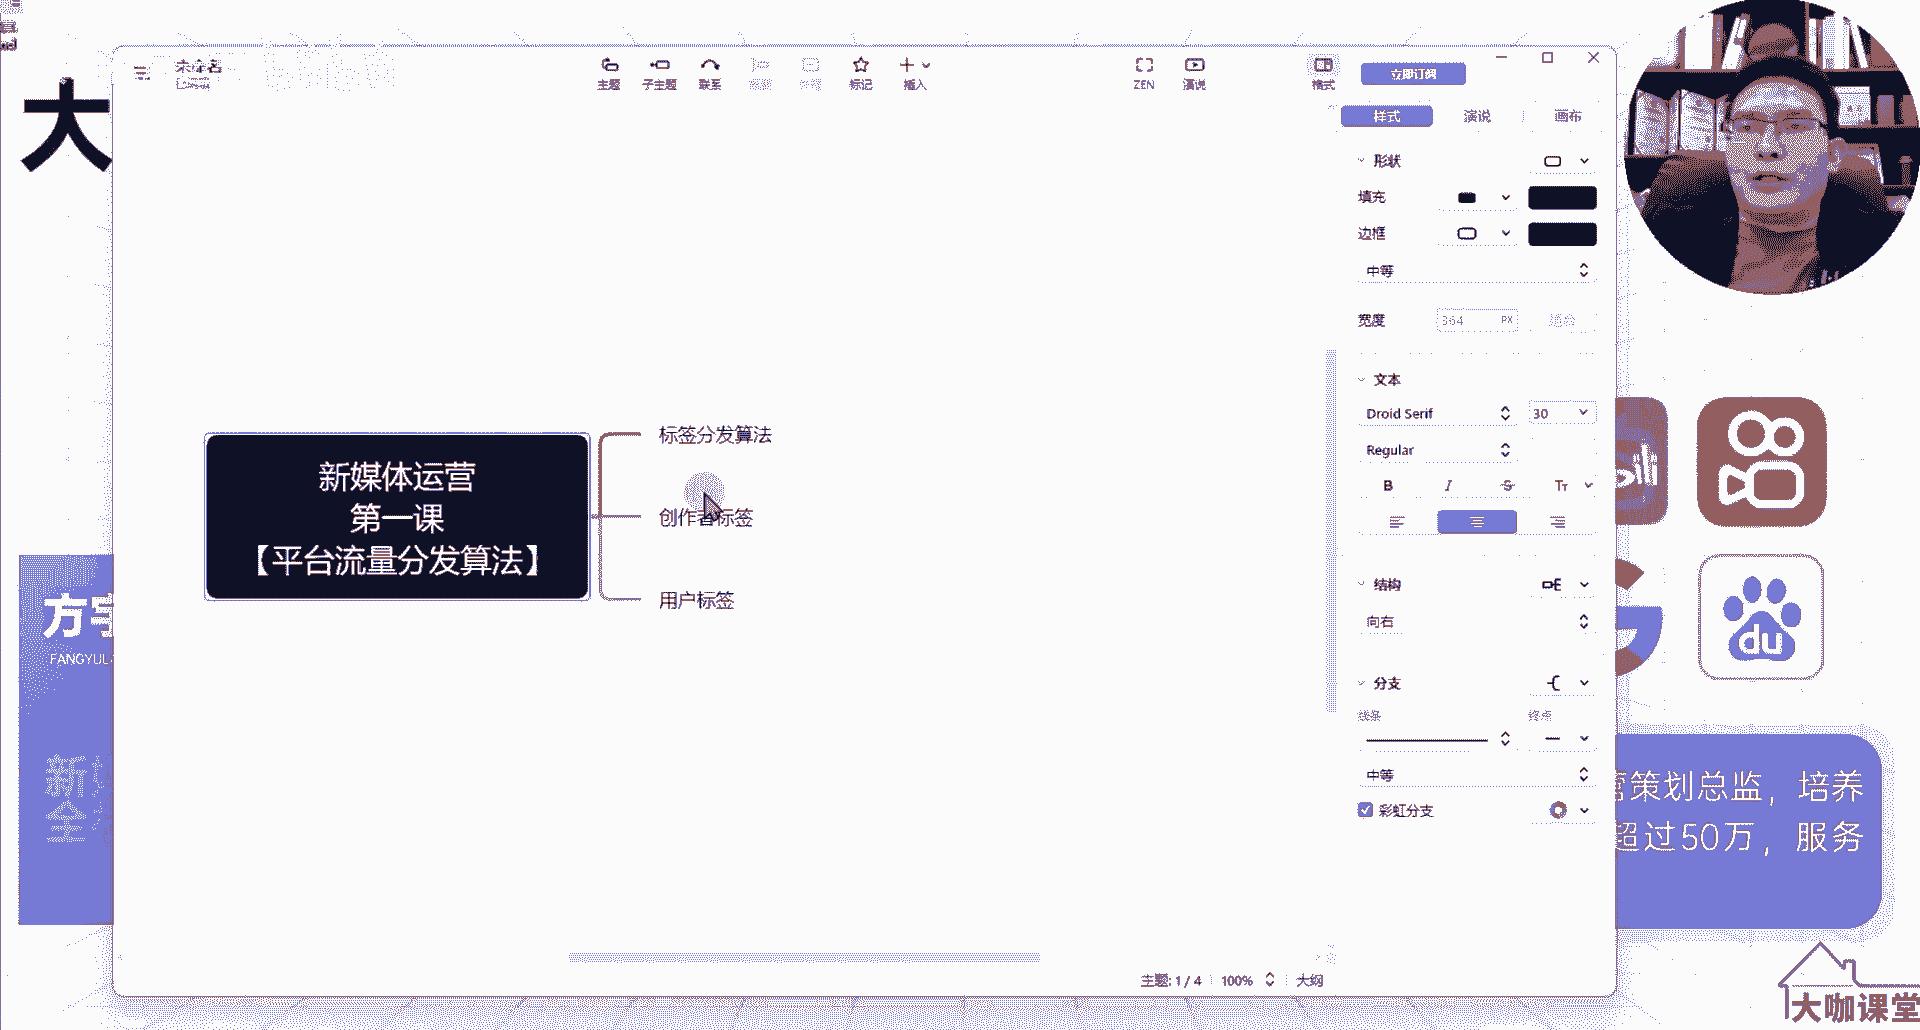 大
未命名
已编辑
主题
子主题
联系
标记
插入
ZEN
演说
格式
立即订阅
样式
演说
画布
形状
填充
边框
中等
宽度
364
PX
适合
文本
Droid Serif
30
Regular
B
I
S
Tт
结构
向右
分支
线条
终点
中等
彩虹分支
新媒体运营
第一课
【平台流量分发算法】
标签分发算法
创作者标签
用户标签
主题: 1 / 4
100%
大纲
FANGYU
新
全
du
策划总监，培养
超过50万，服务
大咖课堂